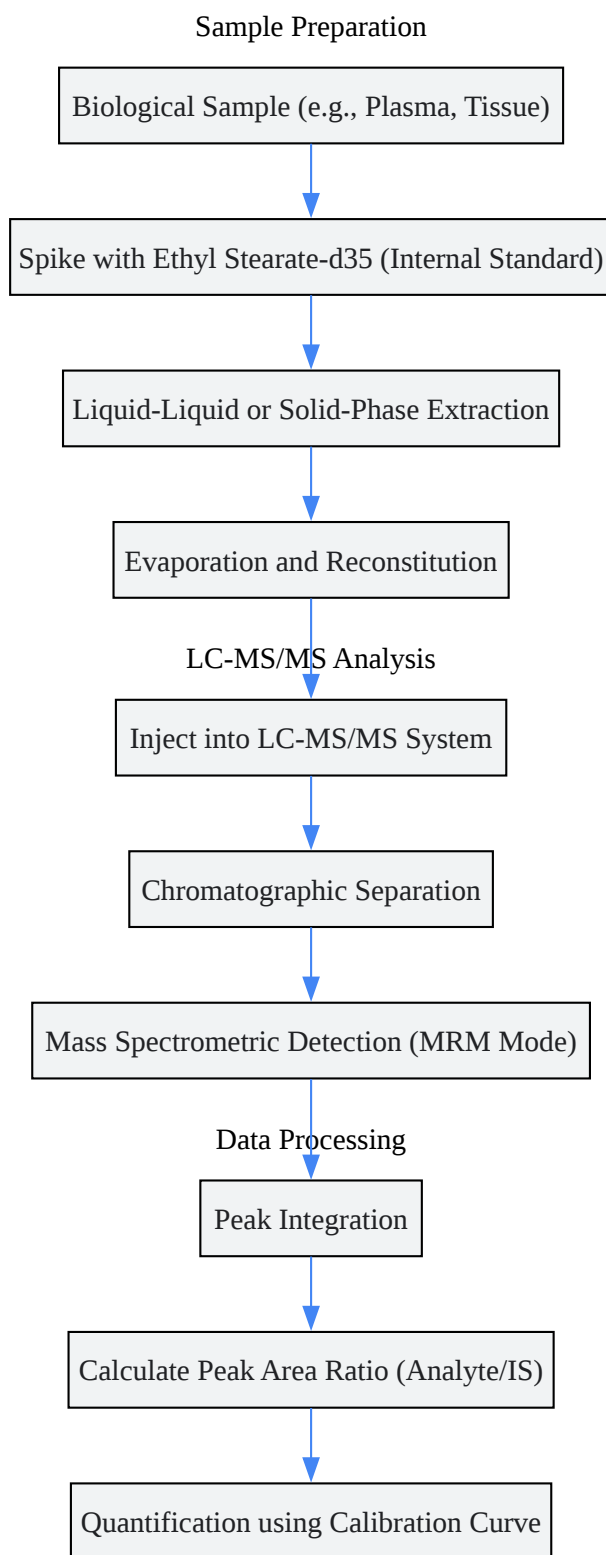 Sample Preparation
Biological Sample (e.g., Plasma, Tissue)
Spike with Ethyl Stearate-d35 (Internal Standard)
Liquid-Liquid or Solid-Phase Extraction
Evaporation and Reconstitution
LC-MS/MS Analysis
Inject into LC-MS/MS System
Chromatographic Separation
Mass Spectrometric Detection (MRM Mode)
Data Processing
Peak Integration
Calculate Peak Area Ratio (Analyte/IS)
Quantification using Calibration Curve